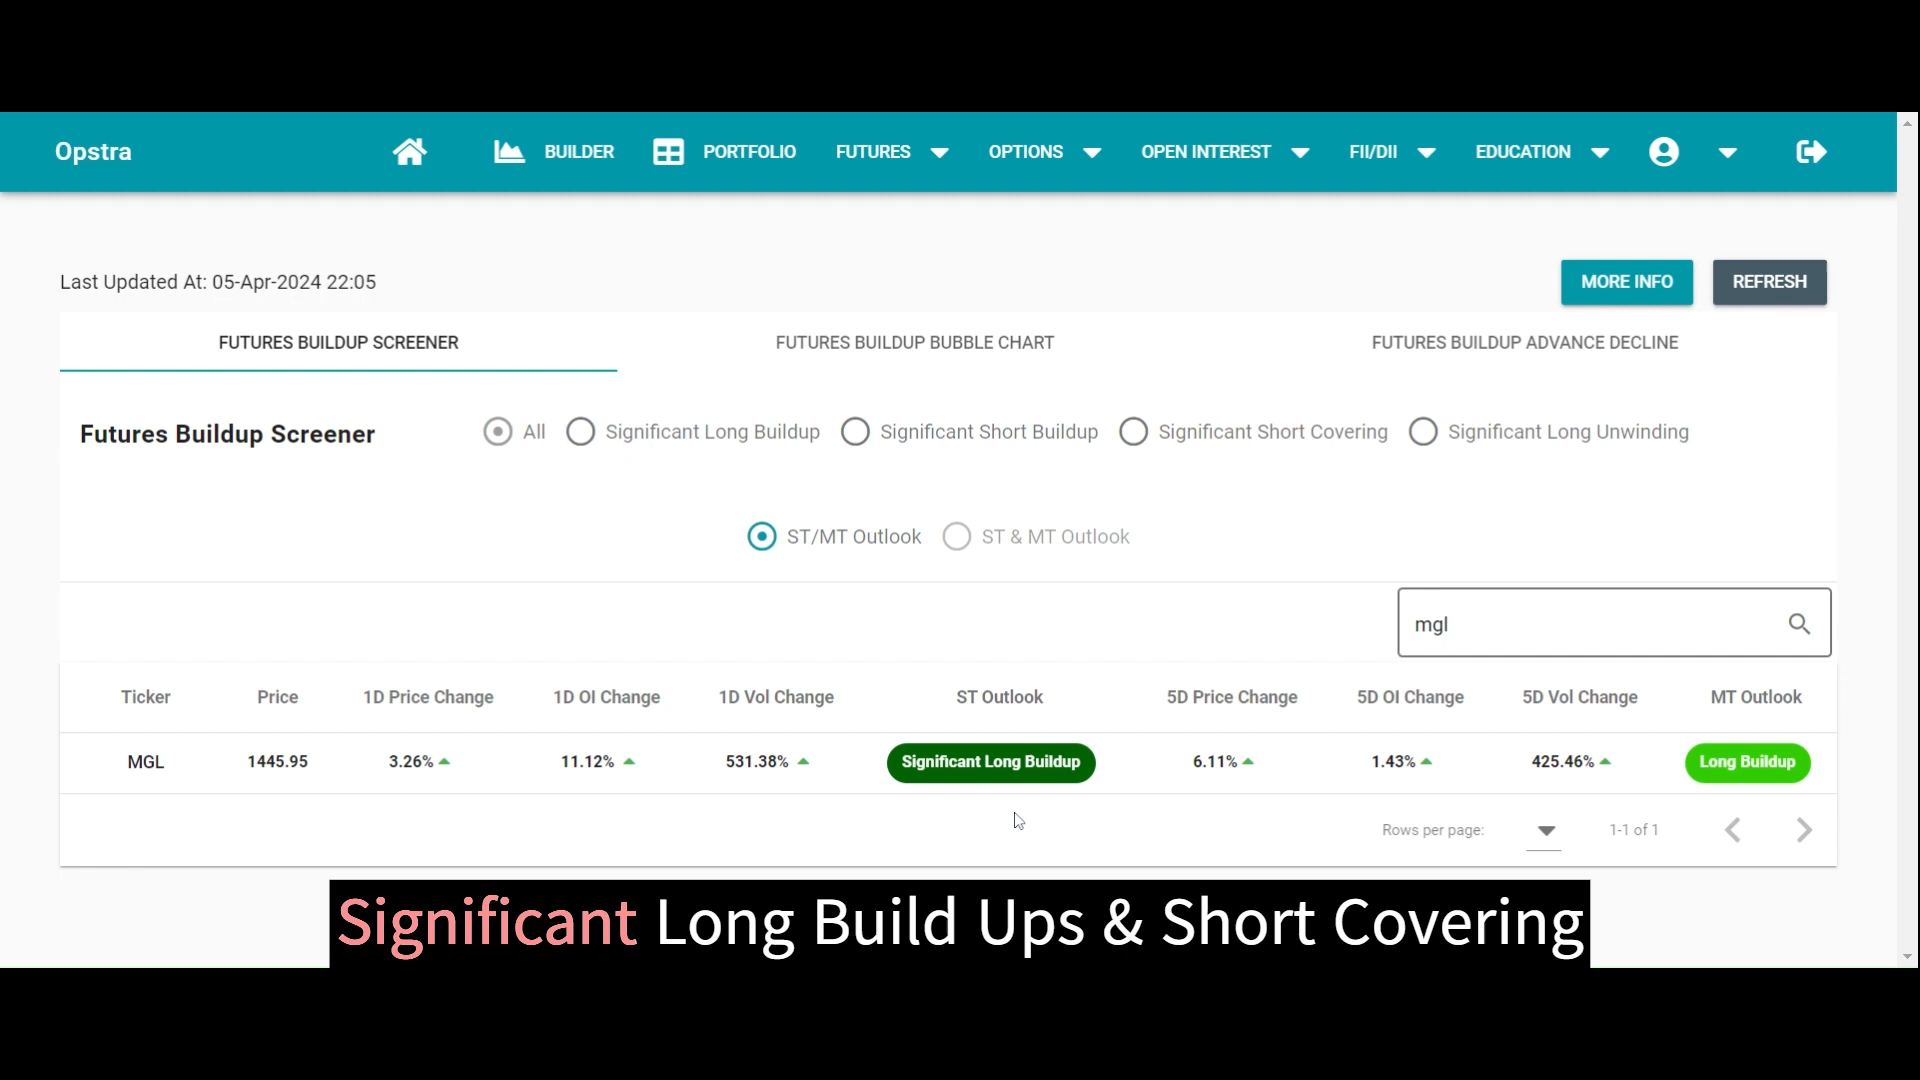 Opstra BUILDER PORTFOLIO FUTURES OPTIONS OPEN INTEREST FII/DII EDUCATION
Last Updated At: 05-Apr-2024 22:05 MORE INFO REFRESH
FUTURES BUILDUP SCREENER FUTURES BUILDUP BUBBLE CHART FUTURES BUILDUP ADVANCE DECLINE
Futures Buildup Screener All Significant Long Buildup Significant Short Buildup Significant Short Covering Significant Long Unwinding
ST/MT Outlook ST & MT Outlook
mgl
Ticker Price 1D Price Change 1D OI Change 1D Vol Change ST Outlook 5D Price Change 5D OI Change 5D Vol Change MT Outlook
MGL 1445.95 3.26% 11.12% 531.38% Significant Long Buildup 6.11% 1.43% 425.46% Long Buildup
Rows per page: 1-1 of 1
Significant Long Build Ups & Short Covering